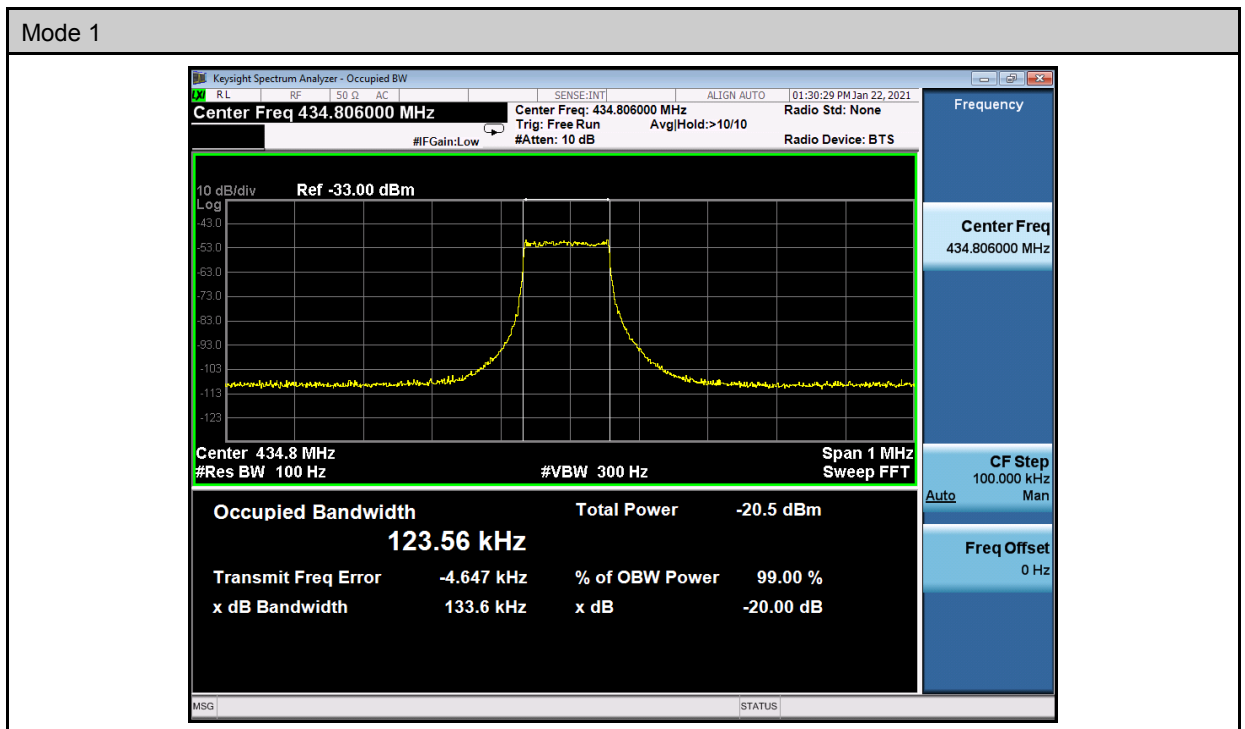 Mode 1
Keysight Spectrum Analyzer - Occupied BW
LXI RL RF 50 Ω AC SENSE:INT ALIGN AUTO 01:30:29 PM Jan 22, 2021
Center Freq 434.806000 MHz
#IFGain:Low
Center Freq: 434.806000 MHz
Trig: Free Run Avg|Hold:>10/10
#Atten: 10 dB
Radio Std: None
Radio Device: BTS
10 dB/div Ref -33.00 dBm
Log
-43.0
-53.0
-63.0
-73.0
-83.0
-93.0
-103
-113
-123
Center 434.8 MHz Span 1 MHz
#Res BW 100 Hz #VBW 300 Hz Sweep FFT
Occupied Bandwidth Total Power -20.5 dBm
123.56 kHz
Transmit Freq Error -4.647 kHz % of OBW Power 99.00 %
x dB Bandwidth 133.6 kHz x dB -20.00 dB
Frequency
Center Freq
434.806000 MHz
CF Step
100.000 kHz
Auto Man
Freq Offset
0 Hz
MSG STATUS